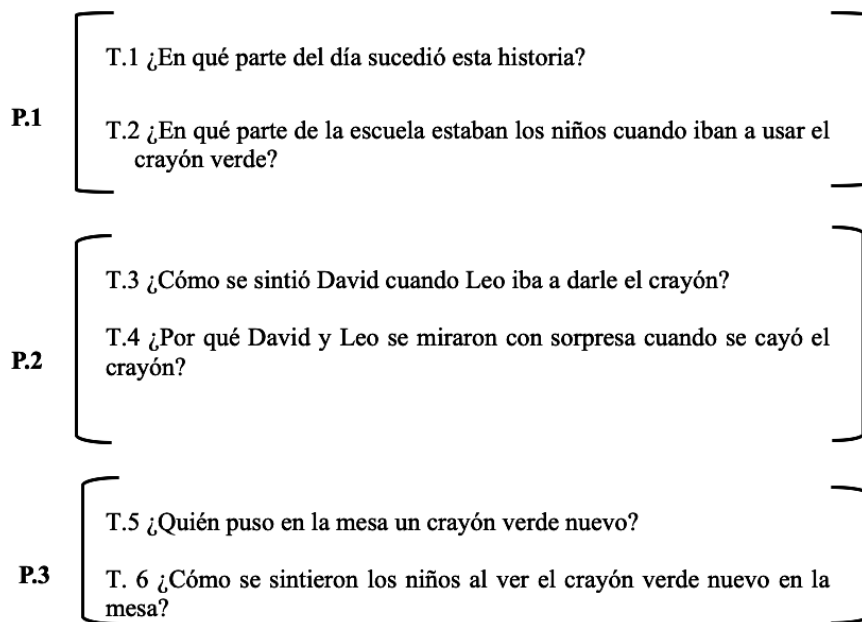 T.1 ¿En qué parte del día sucedió esta historia?
P.1
T.2 ¿En qué parte de la escuela estaban los niños cuando iban a usar el
crayón verde?
T.3 ¿Cómo se sintió David cuando Leo iba a darle el crayón?
T.4 ¿Por qué David y Leo se miraron con sorpresa cuando se cayó el
P.2
crayón?
T.5 ¿Quién puso en la mesa un crayón verde nuevo?
P.3
T. 6 ¿Cómo se sintieron los niños al ver el crayón verde nuevo en la
mesa?